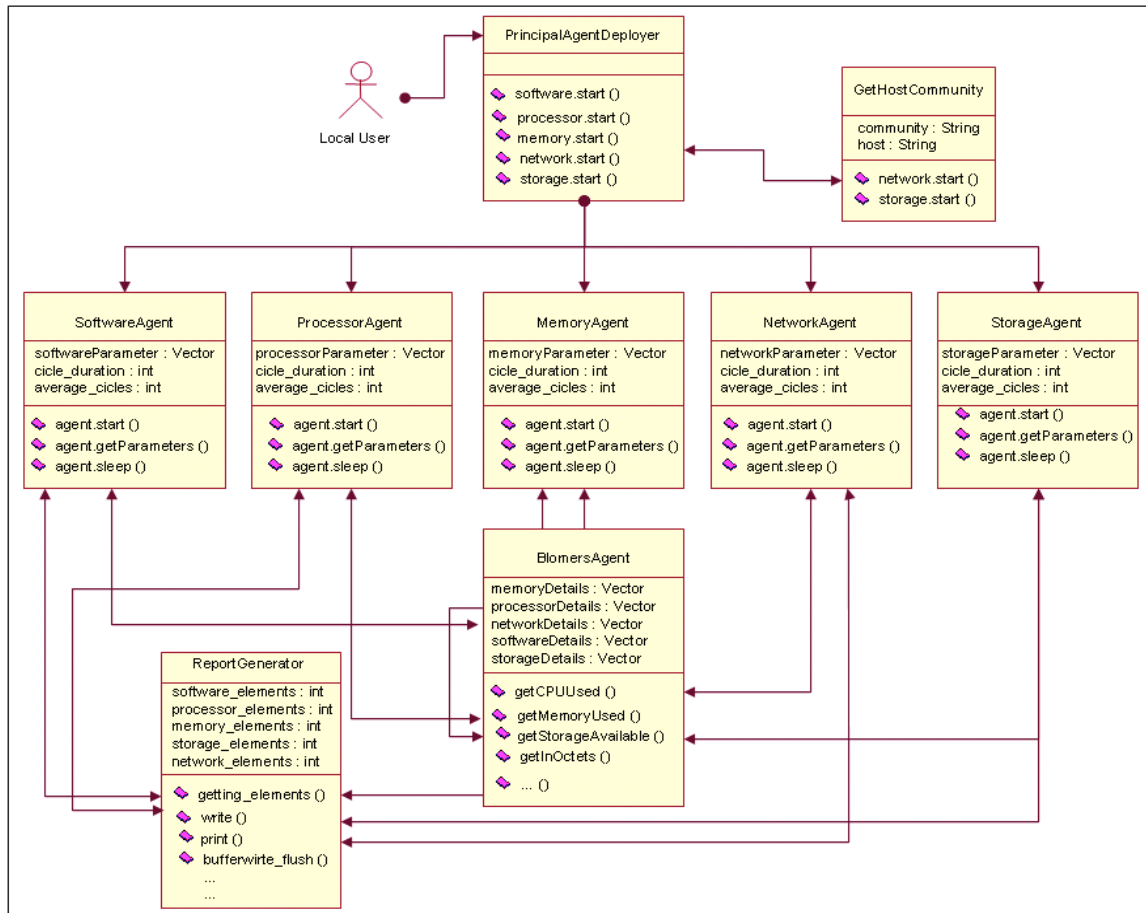 PrincipalAgentDeployer
software.start ()
processor.start ()
memory.start ()
network.start ()
storage.start ()
Local User
GetHostCommunity
community : String
host : String
network.start ()
storage.start ()
SoftwareAgent
softwareParameter : Vector
cicle_duration : int
average_cicles : int
agent.start ()
agent.getParameters ()
agent.sleep ()
ProcessorAgent
processorParameter : Vector
cicle_duration : int
average_cicles : int
agent.start ()
agent.getParameters ()
agent.sleep ()
MemoryAgent
memoryParameter : Vector
cicle_duration : int
average_cicles : int
agent.start ()
agent.getParameters ()
agent.sleep ()
NetworkAgent
networkParameter : Vector
cicle_duration : int
average_cicles : int
agent.start ()
agent.getParameters ()
agent.sleep ()
StorageAgent
storageParameter : Vector
cicle_duration : int
average_cicles : int
agent.start ()
agent.getParameters ()
agent.sleep ()
BlomersAgent
memoryDetails : Vector
processorDetails : Vector
networkDetails : Vector
softwareDetails : Vector
storageDetails : Vector
getCPUUsed ()
getMemoryUsed ()
getStorageAvailable ()
getInOctets ()
... ()
ReportGenerator
software_elements : int
processor_elements : int
memory_elements : int
storage_elements : int
network_elements : int
getting_elements ()
write ()
print ()
bufferwirte_flush ()
...
...